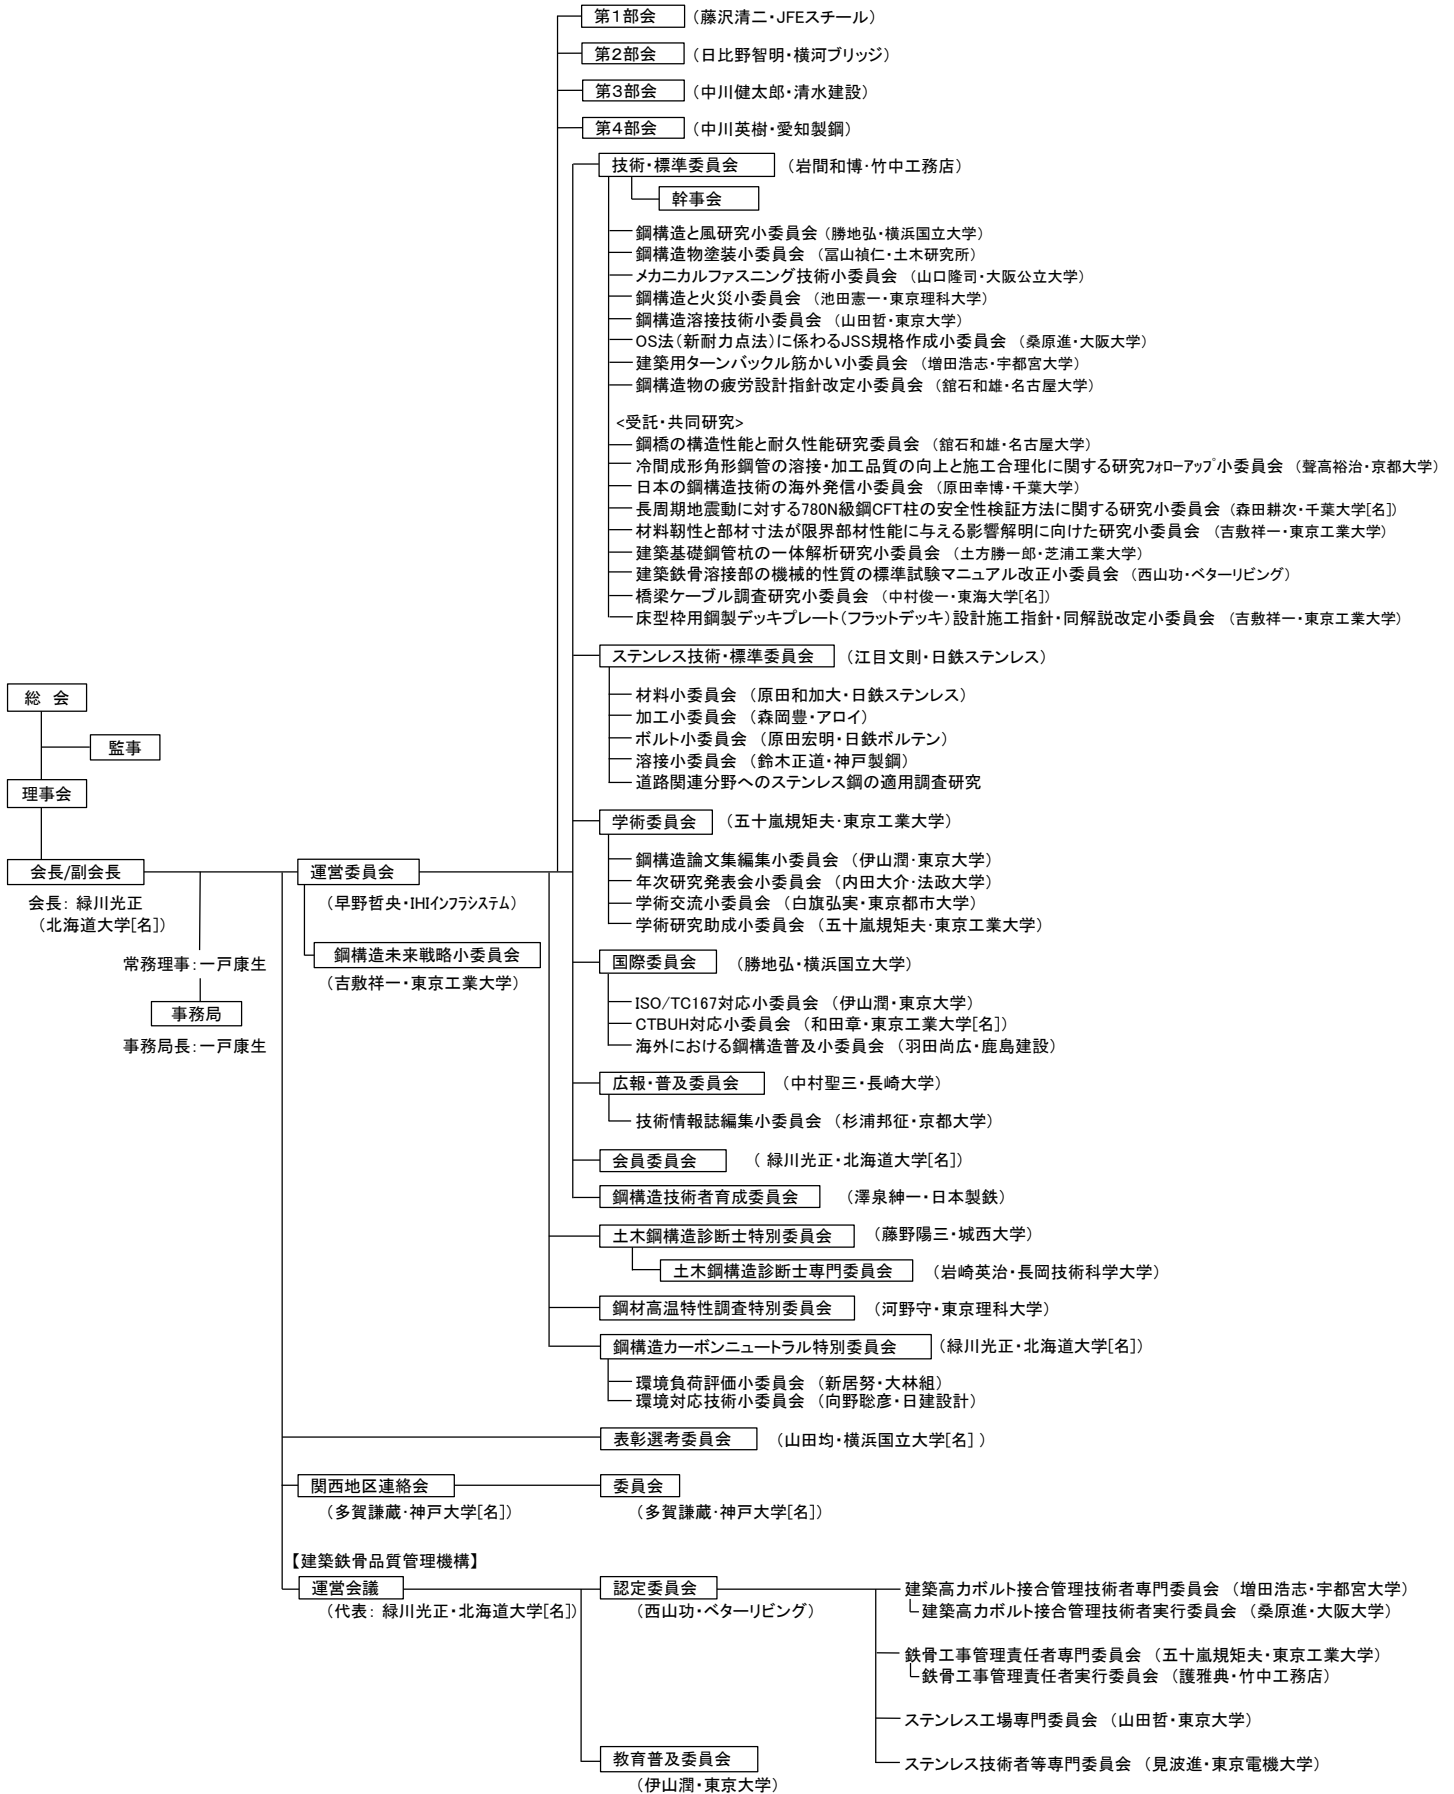 第1部会 (藤沢清二・JFEスチール)
第2部会 (日比野智明・横河ブリッジ)
第3部会 (中川健太郎・清水建設)
第4部会 (中川英樹・愛知製鋼)
技術・標準委員会 (岩間和博・竹中工務店)
幹事会
鋼構造と風研究小委員会 (勝地弘・横浜国立大学)
鋼構造物塗装小委員会 (冨山禎仁・土木研究所)
メカニカルファスニング技術小委員会 (山口隆司・大阪公立大学)
鋼構造と火災小委員会 (池田憲一・東京理科大学)
鋼構造溶接技術小委員会 (山田哲・東京大学)
OS法(新耐力点法)に係わるJSS規格作成小委員会 (桑原進・大阪大学)
建築用ターンバックル筋かい小委員会 (増田浩志・宇都宮大学)
鋼構造物の疲労設計指針改定小委員会 (舘石和雄・名古屋大学)
<受託・共同研究>
鋼橋の構造性能と耐久性能研究委員会 (舘石和雄・名古屋大学)
冷間成形角形鋼管の溶接・加工品質の向上と施工合理化に関する研究フォローアップ小委員会 (聲高裕治・京都大学)
日本の鋼構造技術の海外発信小委員会 (原田幸博・千葉大学)
長周期地震動に対する780N級鋼CFT柱の安全性検証方法に関する研究小委員会 (森田耕次・千葉大学[名])
材料靭性と部材寸法が限界部材性能に与える影響解明に向けた研究小委員会 (吉敷祥一・東京工業大学)
建築基礎鋼管杭の一体解析研究小委員会 (土方勝一郎・芝浦工業大学)
建築鉄骨溶接部の機械的性質の標準試験マニュアル改正小委員会 (西山功・ベターリビング)
橋梁ケーブル調査研究小委員会 (中村俊一・東海大学[名])
床型枠用鋼製デッキプレート(フラットデッキ)設計施工指針・同解説改定小委員会 (吉敷祥一・東京工業大学)
ステンレス技術・標準委員会 (江目文則・日鉄ステンレス)
材料小委員会 (原田和加大・日鉄ステンレス)
加工小委員会 (森岡豊・アロイ)
ボルト小委員会 (原田宏明・日鉄ボルテン)
溶接小委員会 (鈴木正道・神戸製鋼)
道路関連分野へのステンレス鋼の適用調査研究
総 会
監事
理事会
会長/副会長
会長: 緑川光正
(北海道大学[名])
常務理事:一戸康生
事務局
事務局長:一戸康生
運営委員会
(早野哲央・IHIインフラシステム)
鋼構造未来戦略小委員会
(吉敷祥一・東京工業大学)
学術委員会 (五十嵐規矩夫・東京工業大学)
鋼構造論文集編集小委員会 (伊山潤・東京大学)
年次研究発表会小委員会 (内田大介・法政大学)
学術交流小委員会 (白旗弘実・東京都市大学)
学術研究助成小委員会 (五十嵐規矩夫・東京工業大学)
国際委員会 (勝地弘・横浜国立大学)
ISO/TC167対応小委員会 (伊山潤・東京大学)
CTBUH対応小委員会 (和田章・東京工業大学[名])
海外における鋼構造普及小委員会 (羽田尚広・鹿島建設)
広報・普及委員会 (中村聖三・長崎大学)
技術情報誌編集小委員会 (杉浦邦征・京都大学)
会員委員会 ( 緑川光正・北海道大学[名])
鋼構造技術者育成委員会 (澤泉紳一・日本製鉄)
土木鋼構造診断士特別委員会 (藤野陽三・城西大学)
土木鋼構造診断士専門委員会 (岩崎英治・長岡技術科学大学)
鋼材高温特性調査特別委員会 (河野守・東京理科大学)
鋼構造カーボンニュートラル特別委員会 (緑川光正・北海道大学[名])
環境負荷評価小委員会 (新居努・大林組)
環境対応技術小委員会 (向野聡彦・日建設計)
表彰選考委員会 (山田均・横浜国立大学[名] )
関西地区連絡会
(多賀謙蔵・神戸大学[名])
委員会
(多賀謙蔵・神戸大学[名])
【建築鉄骨品質管理機構】
運営会議
(代表: 緑川光正・北海道大学[名])
認定委員会
(西山功・ベターリビング)
建築高力ボルト接合管理技術者専門委員会 (増田浩志・宇都宮大学)
建築高力ボルト接合管理技術者実行委員会 (桑原進・大阪大学)
鉄骨工事管理責任者専門委員会 (五十嵐規矩夫・東京工業大学)
鉄骨工事管理責任者実行委員会 (護雅典・竹中工務店)
ステンレス工場専門委員会 (山田哲・東京大学)
ステンレス技術者等専門委員会 (見波進・東京電機大学)
教育普及委員会
(伊山潤・東京大学)